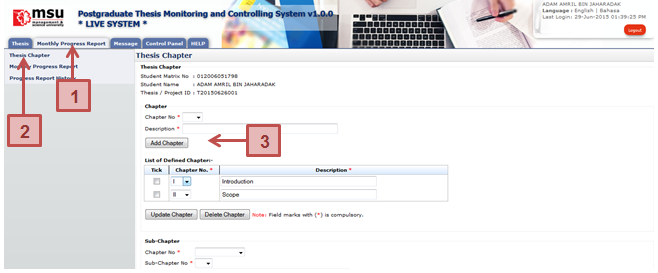 msu
management & science university
Postgraduate Thesis Monitoring and Controlling System v1.0.0
* LIVE SYSTEM *
ADAM AMRIL BIN JAHARADAK
Language : English | Bahasa
Last Login: 29-Jun-2015 01:39:23 PM
Logout
Thesis Monthly Progress Report Message Control Panel HELP
Thesis Chapter
Progress Report
Progress Report History
1
2
3
Thesis Chapter
Thesis Chapter
Student Matrix No : 012006051798
Student Name : ADAM AMRIL BIN JAHARADAK
Thesis / Project ID : T20150626001
Chapter
Chapter No *
Description *
Add Chapter
List of Defined Chapter:-
Tick Chapter No. * Description *
I Introduction
II Scope
Update Chapter Delete Chapter Note: Field marks with (*) is compulsory.
Sub-Chapter
Chapter No *
Sub-Chapter No *